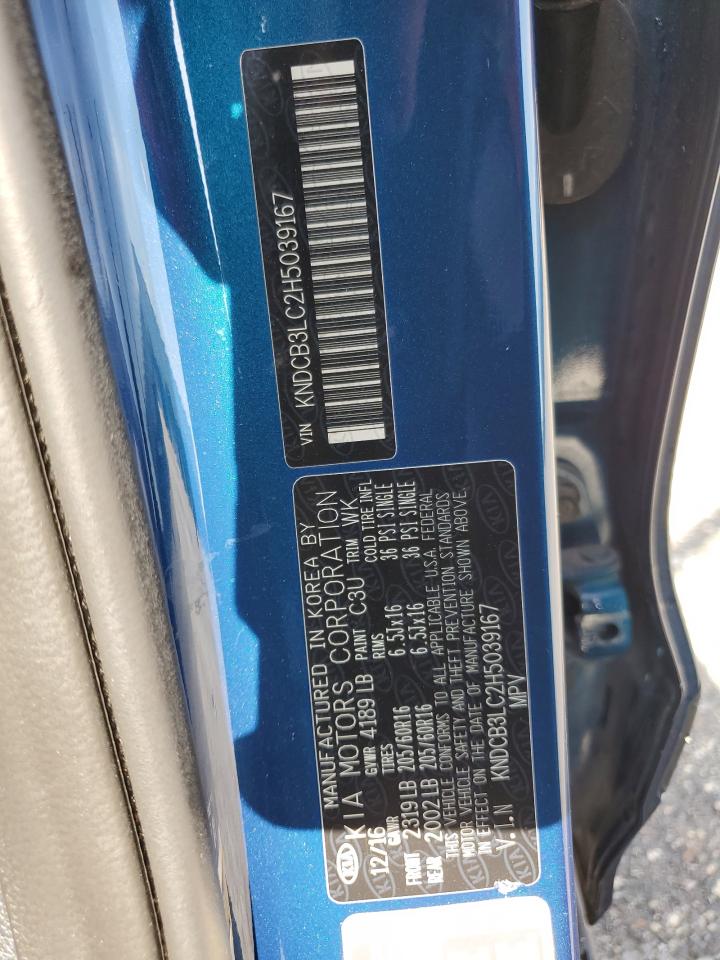 VIN KNDCB3LC2H5039167
MANUFACTURED IN KOREA BY
KIA KIA MOTORS CORPORATION
12/16 GVWR 4189 LB PAINT C3U TRIM WK
GAWR TIRES RIMS COLD TIRE INFL
FRONT 2319 LB 205/60R16 6.5Jx16 36 PSI SINGLE
REAR 2002 LB 205/60R16 6.5Jx16 36 PSI SINGLE
THIS VEHICLE CONFORMS TO ALL APPLICABLE U.S.A. FEDERAL
MOTOR VEHICLE SAFETY AND THEFT PREVENTION STANDARDS
IN EFFECT ON THE DATE OF MANUFACTURE SHOWN ABOVE.
V.I.N KNDCB3LC2H5039167
MPV